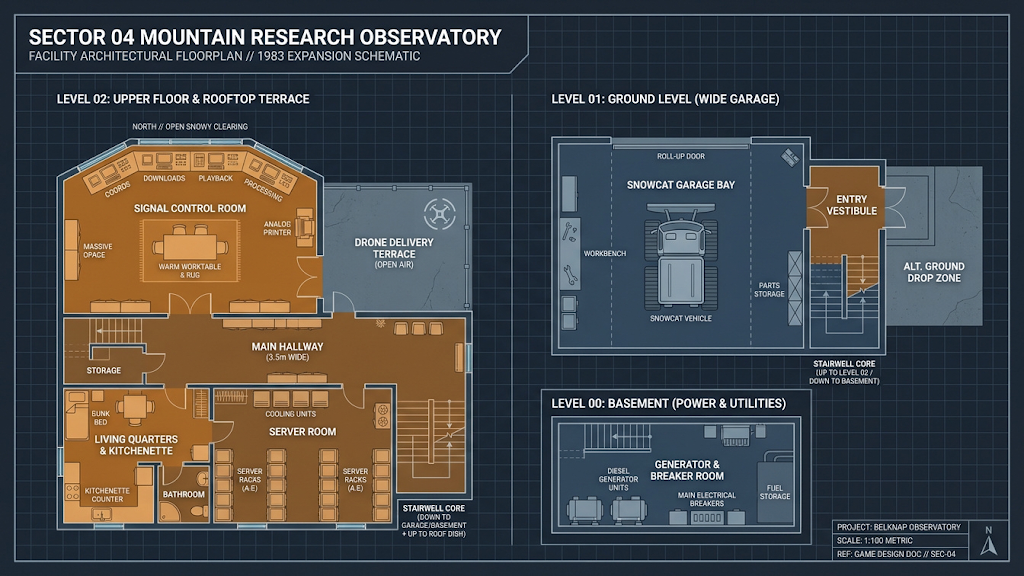 SECTOR 04 MOUNTAIN RESEARCH OBSERVATORY
FACILITY ARCHITECTURAL FLOORPLAN // 1983 EXPANSION SCHEMATIC
LEVEL 02: UPPER FLOOR & ROOFTOP TERRACE
NORTH // OPEN SNOWY CLEARING
COOROS
DOWNLOADS
PLAYBACK
PROCESSING
SIGNAL CONTROL ROOM
ANALOG
PRINTER
MASSIVE
OPACE
WARM WORKTABLE
& RUG
DRONE DELIVERY
TERRACE
(OPEN AIR)
MAIN HALLWAY
(3.5m WIDE)
STORAGE
BUNK
BED
LIVING QUARTERS
& KITCHENETTE
KITCHENETTE
COUNTER
BATHROOM
COOLING UNITS
SERVER ROOM
SERVER
RACKS
(A.E)
SERVER
RACKS
(A.E)
STAIRWELL CORE
(DOWN TO
GARAGE/BASEMENT
+ UP TO ROOF DISH)
LEVEL 01: GROUND LEVEL (WIDE GARAGE)
ROLL-UP DOOR
SNOWCAT GARAGE BAY
WORKBENCH
SNOWCAT VEHICLE
PARTS
STORAGE
ENTRY
VESTIBULE
ALT. GROUND
DROP ZONE
STAIRWELL CORE
(UP TO LEVEL 02 /
DOWN TO BASEMENT)
LEVEL 00: BASEMENT (POWER & UTILITIES)
DIESEL
GENERATOR
UNITS
GENERATOR &
BREAKER ROOM
MAIN ELECTRICAL
BREAKERS
FUEL
STORAGE
PROJECT: BELKNAP OBSERVATORY
SCALE: 1:100 METRIC
REF: GAME DESIGN DOC // SEC-04
N